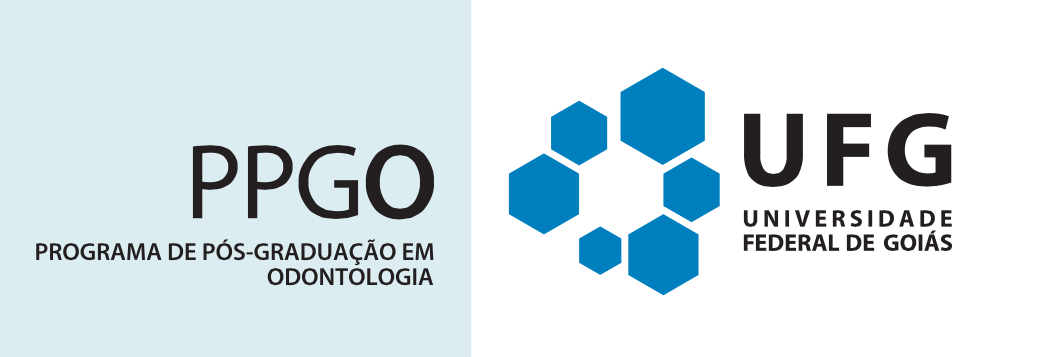 PPGO
PROGRAMA DE PÓS-GRADUAÇÃO EM
ODONTOLOGIA
UFG
UNIVERSIDADE
FEDERAL DE GOIÁS